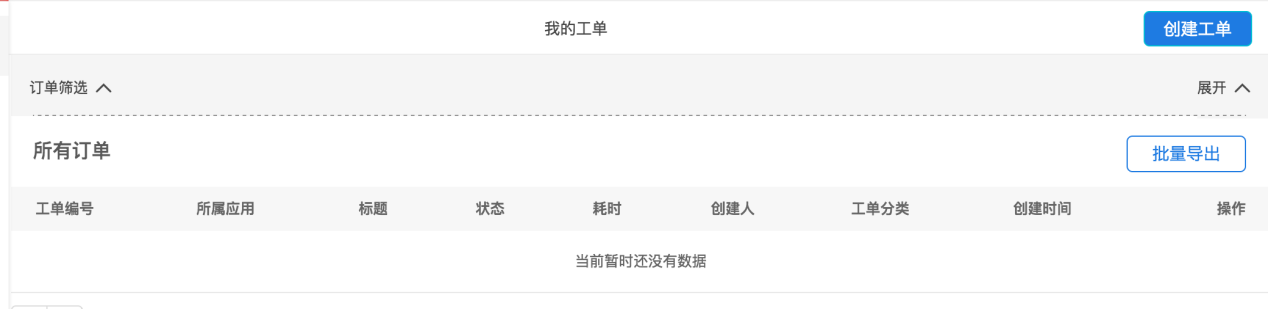 我的工单
创建工单
订单筛选
展开
所有订单
批量导出
工单编号 所属应用 标题 状态 耗时 创建人 工单分类 创建时间 操作
当前暂时还没有数据